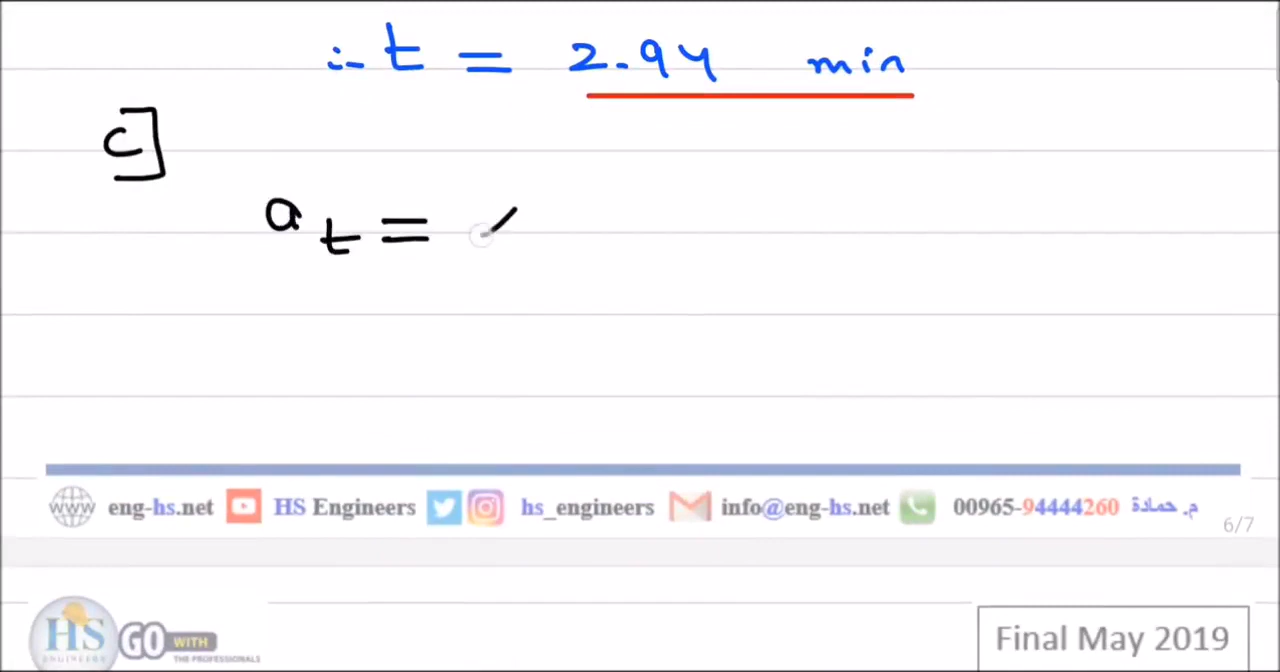 ∴ t = 2.94 min
c]
a t =
www eng-hs.net HS Engineers hs_engineers info@eng-hs.net 00965-94444260 م. حمادة
6/7
HS GO WITH
ENGINEERS THE PROFESSIONALS
Final May 2019